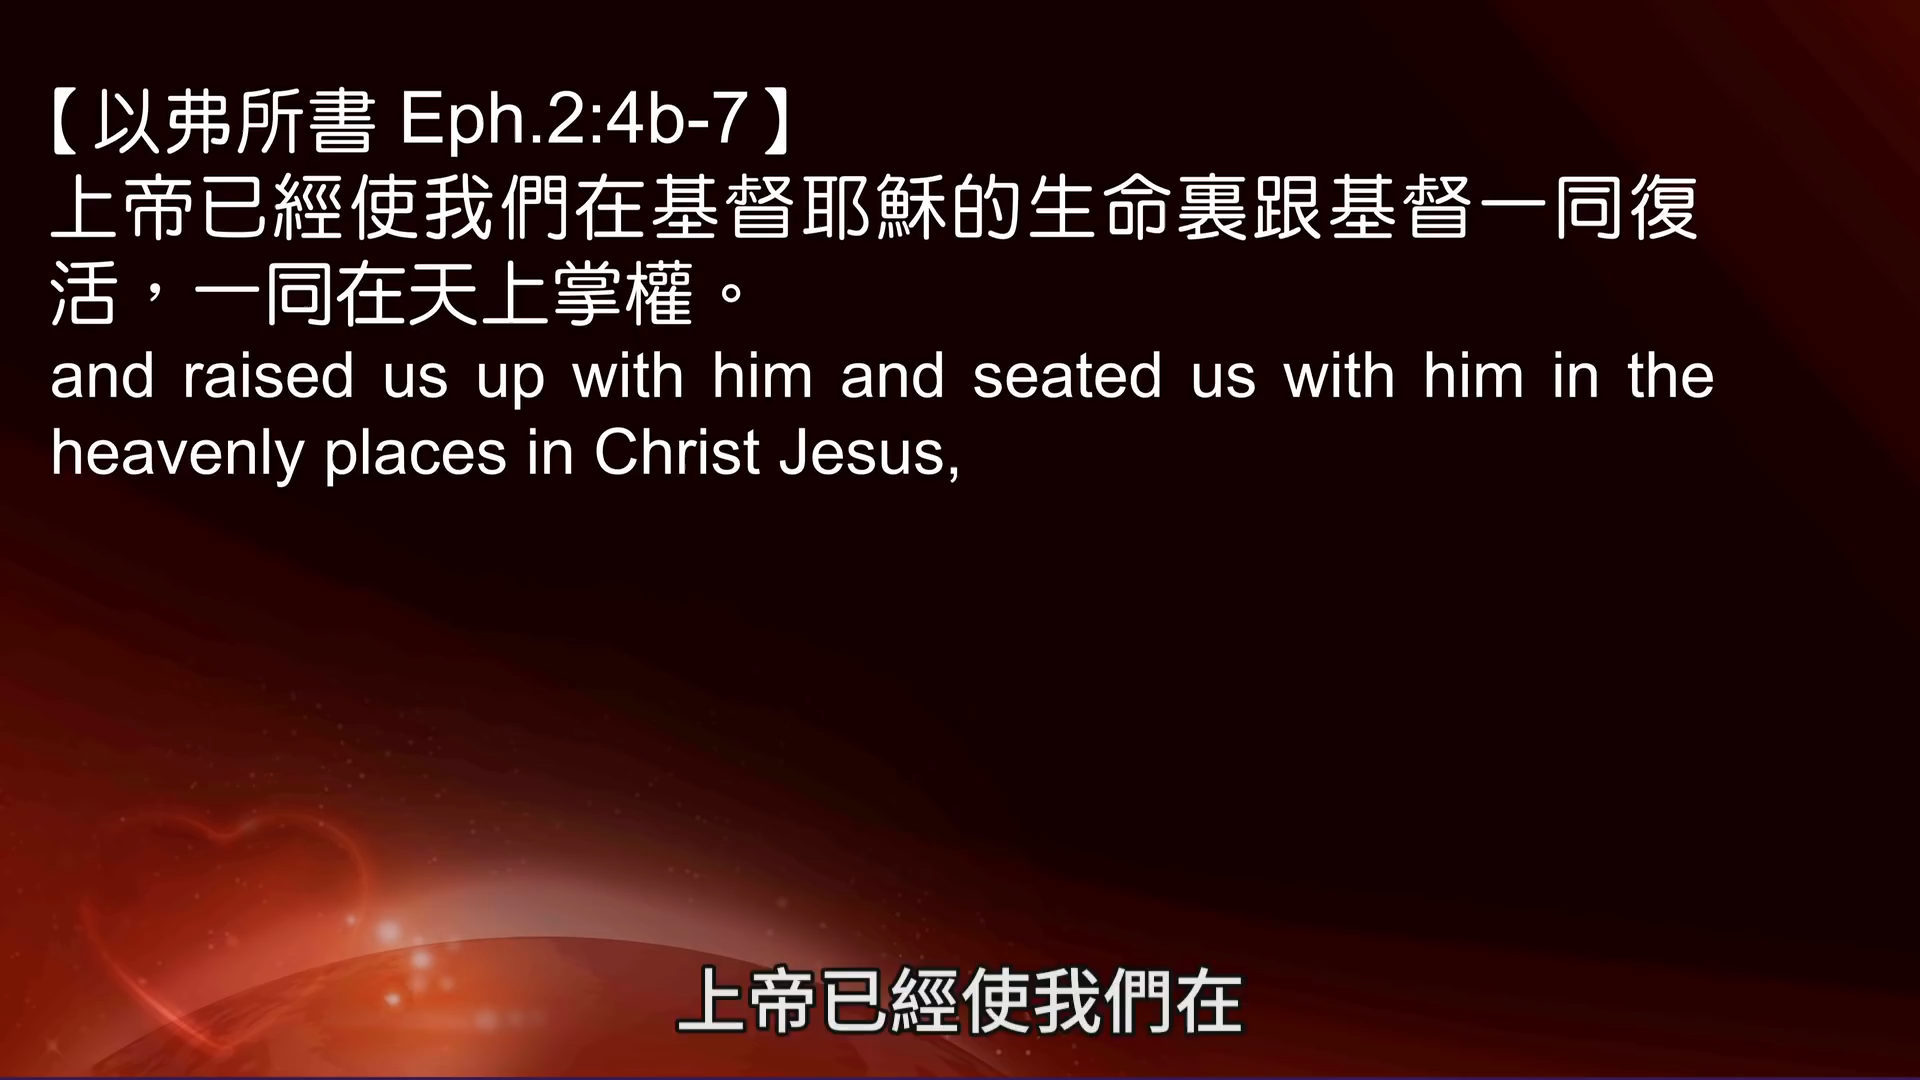 【以弗所書 Eph.2:4b-7】
上帝已經使我們在基督耶穌的生命裏跟基督一同復
活，一同在天上掌權。
and raised us up with him and seated us with him in the
heavenly places in Christ Jesus,
上帝已經使我們在